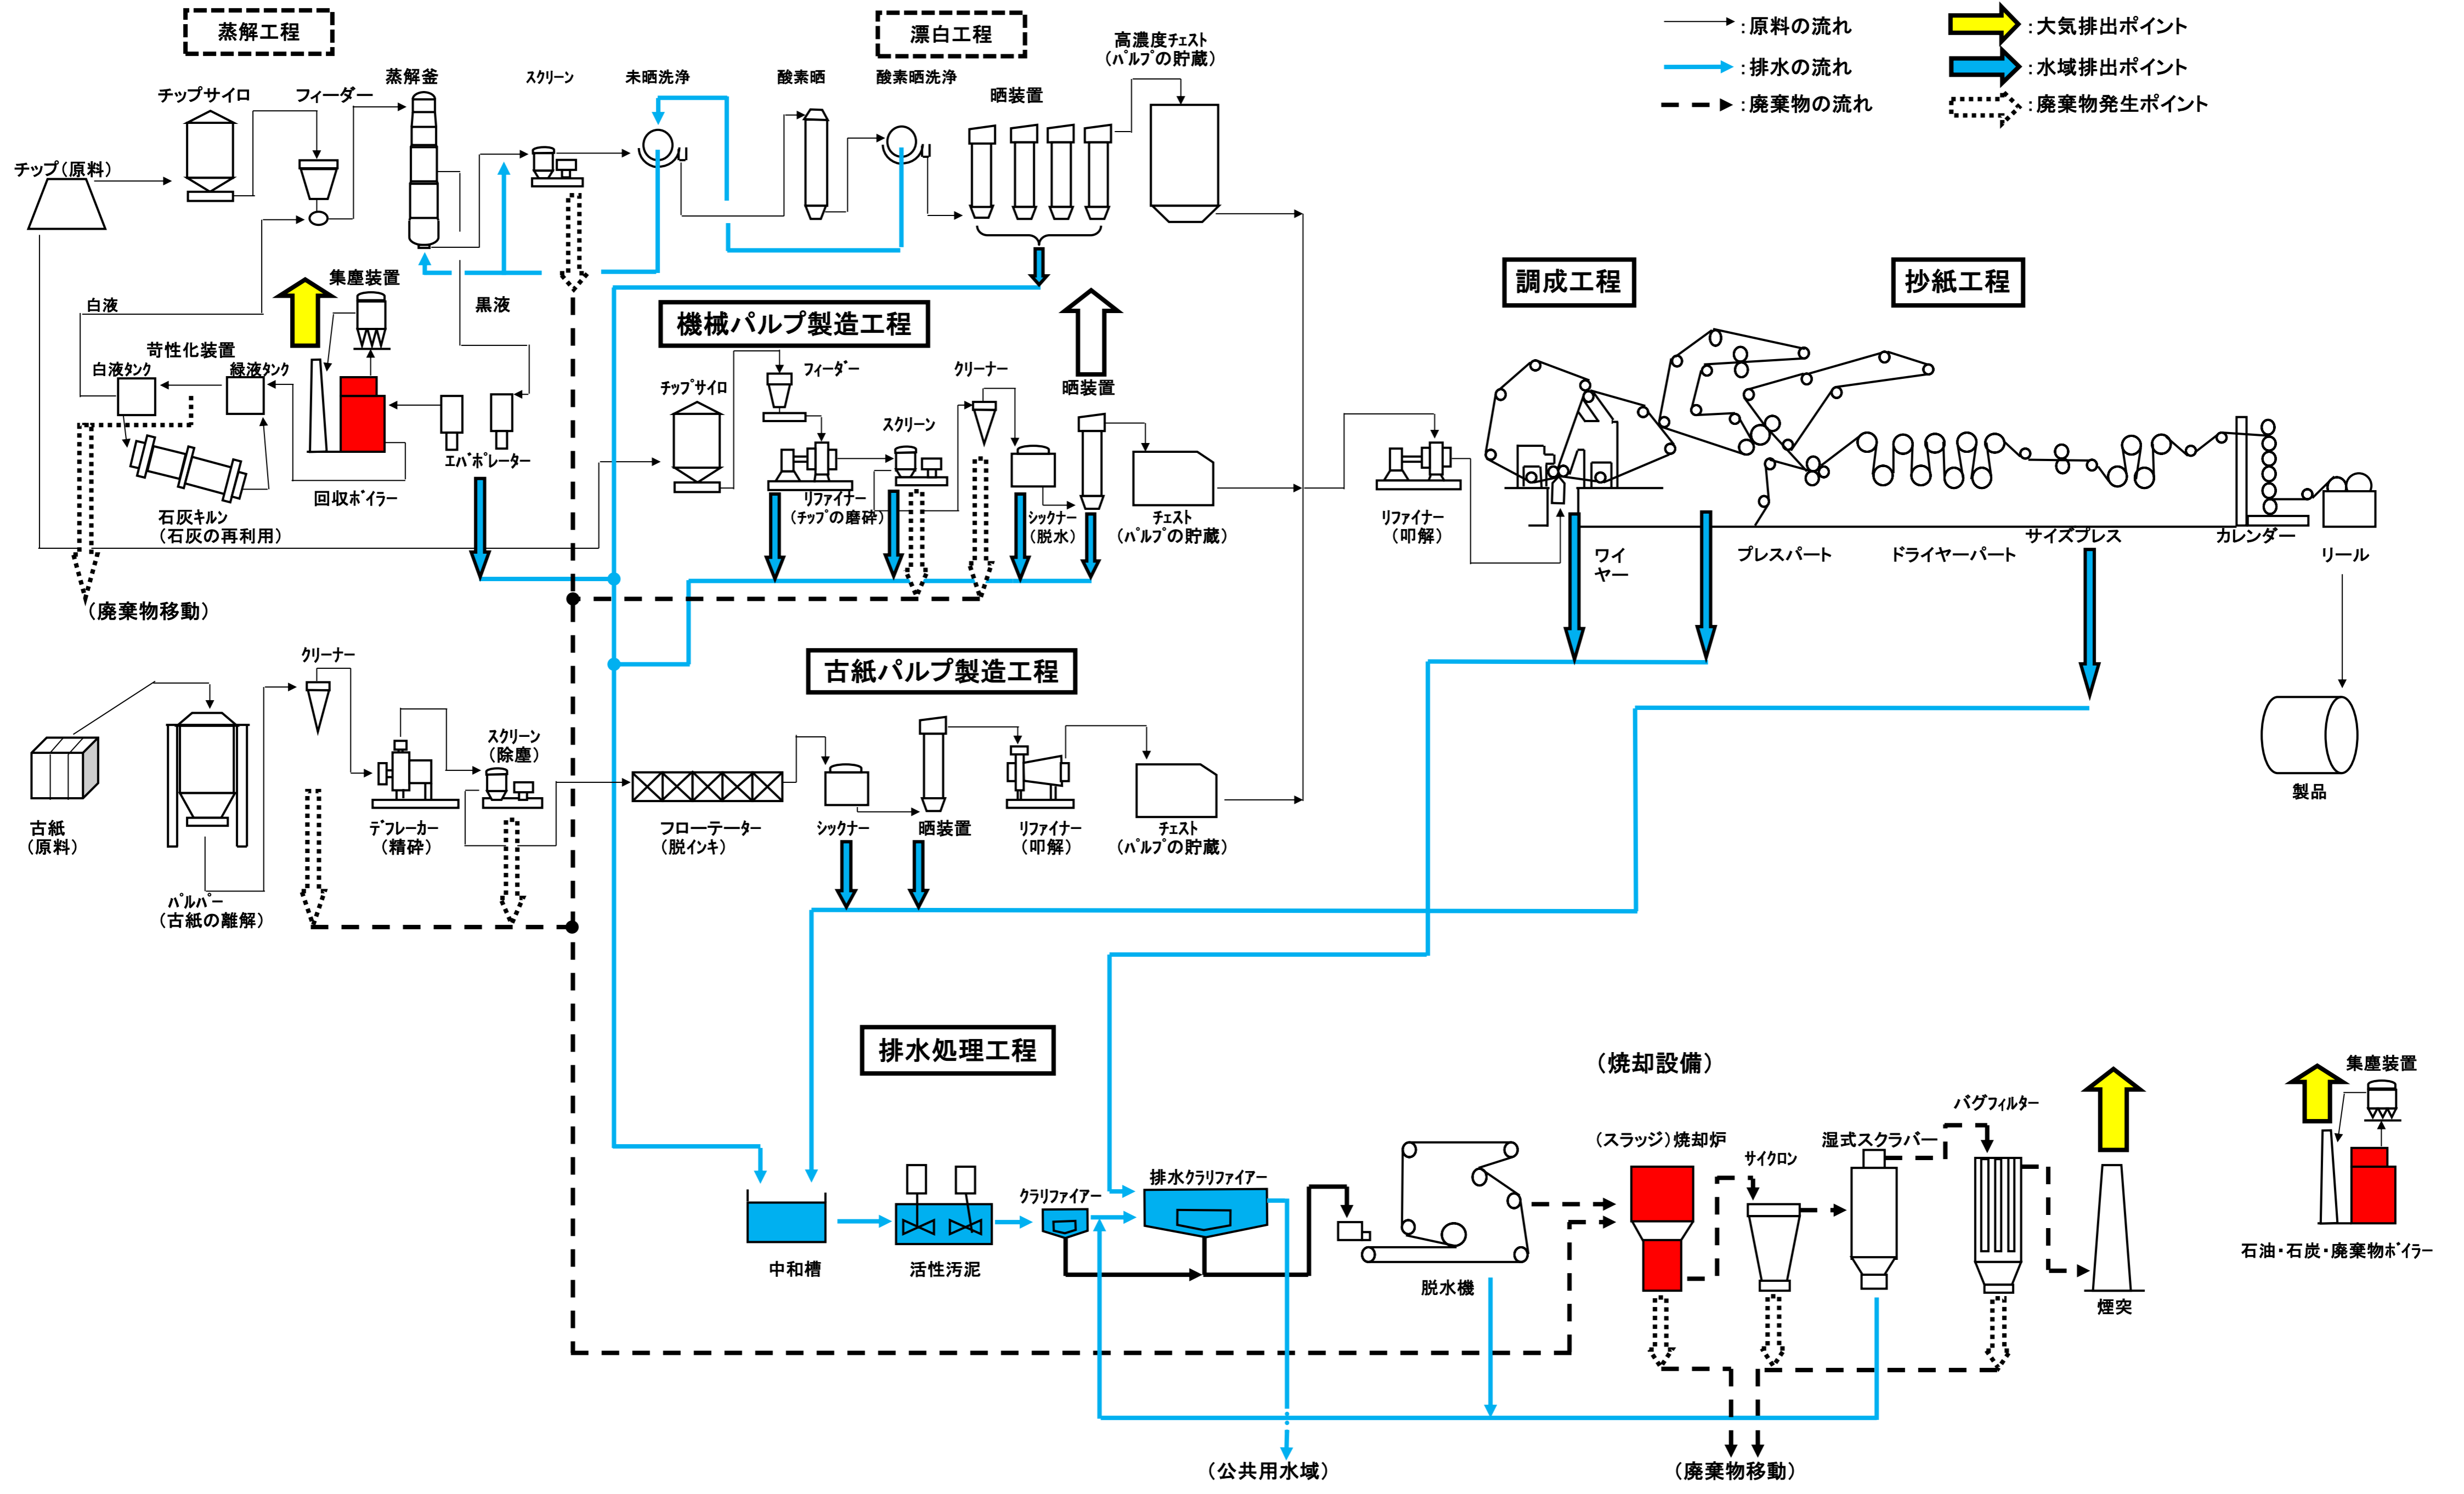 蒸解工程
漂白工程
：原料の流れ
：排水の流れ
：廃棄物の流れ
：大気排出ポイント
：水域排出ポイント
：廃棄物発生ポイント
チップ（原料）
チップサイロ
フィーダー
蒸解釜
スクリーン
未晒洗浄
酸素晒
酸素晒洗浄
晒装置
高濃度チェスト
（パルプの貯蔵）
白液
苛性化装置
白液タンク
緑液タンク
集塵装置
黒液
エバポレーター
回収ボイラー
石灰キルン
（石灰の再利用）
（廃棄物移動）
機械パルプ製造工程
チップサイロ
フィーダー
リファイナー
（チップの磨砕）
スクリーン
クリーナー
シックナー
（脱水）
晒装置
チェスト
（パルプの貯蔵）
調成工程
抄紙工程
リファイナー
（叩解）
ワイ
ヤー
プレスパート
ドライヤーパート
サイズプレス
カレンダー
リール
製品
古紙パルプ製造工程
古紙
（原料）
パルパー
（古紙の離解）
クリーナー
デフレーカー
（精砕）
スクリーン
（除塵）
フローテーター
（脱インキ）
シックナー
晒装置
リファイナー
（叩解）
チェスト
（パルプの貯蔵）
排水処理工程
中和槽
活性汚泥
クラリファイアー
排水クラリファイアー
脱水機
（公共用水域）
（焼却設備）
（スラッジ）焼却炉
サイクロン
湿式スクラバー
バグフィルター
煙突
（廃棄物移動）
集塵装置
石油・石炭・廃棄物ボイラー